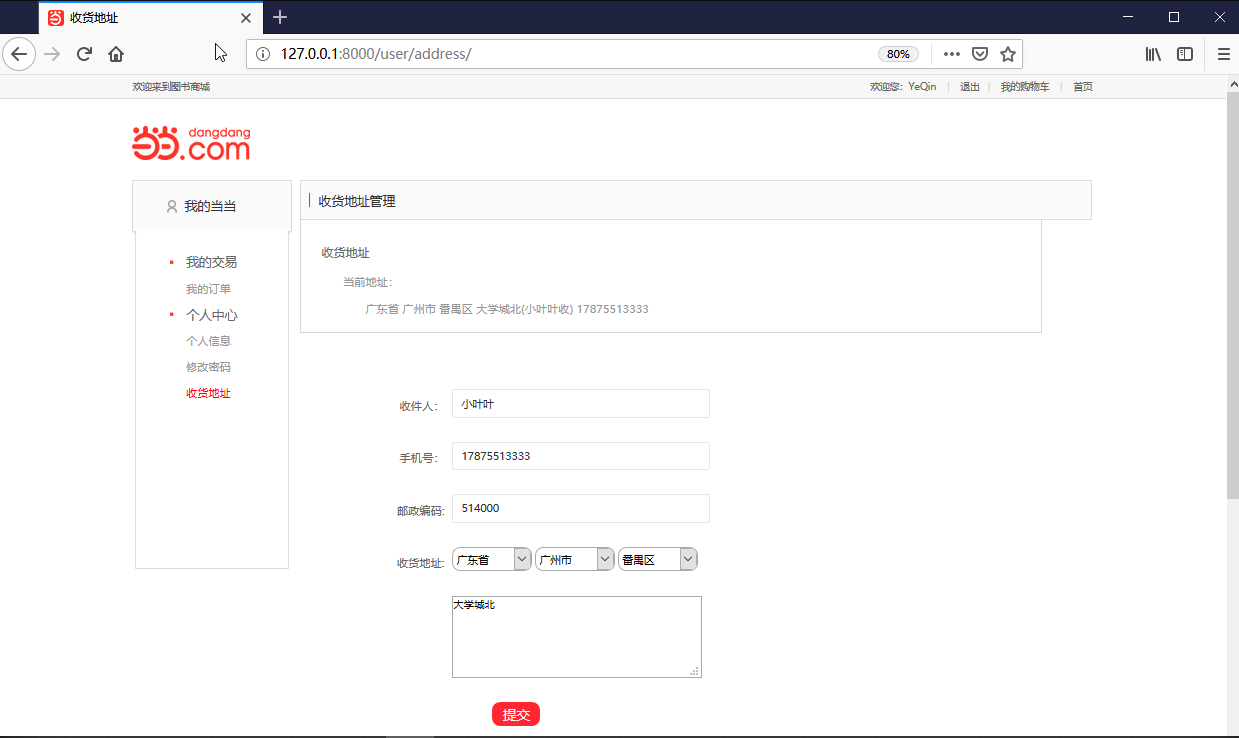 收货地址
127.0.0.1:8000/user/address/
80%
欢迎来到图书商城
欢迎您：YeQin | 退出 | 我的购物车 | 首页
当当 dangdang
.com
我的当当
收货地址管理
我的交易
我的订单
个人中心
个人信息
修改密码
收货地址
收货地址
当前地址：
广东省 广州市 番禺区 大学城北(小叶叶收) 17875513333
收件人： 小叶叶
手机号： 17875513333
邮政编码: 514000
收货地址: 广东省 广州市 番禺区
大学城北
提交